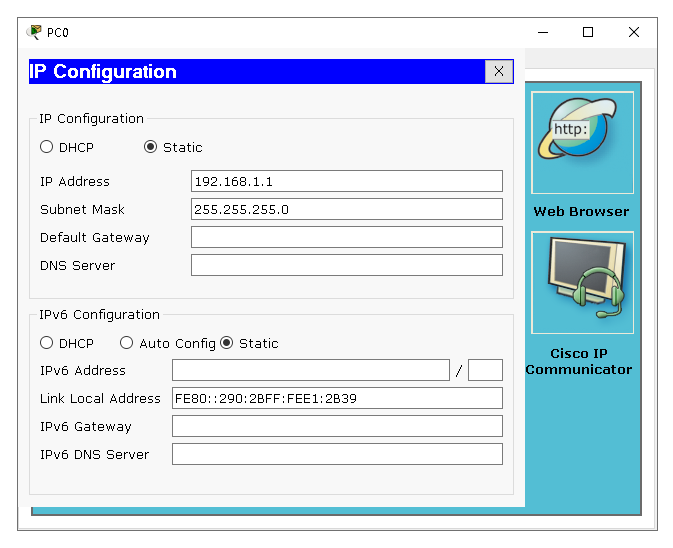 PC0
IP Configuration
X
IP Configuration
DHCP Static
IP Address 192.168.1.1
Subnet Mask 255.255.255.0
Default Gateway
DNS Server
IPv6 Configuration
DHCP Auto Config Static
IPv6 Address /
Link Local Address FE80::290:2BFF:FEE1:2B39
IPv6 Gateway
IPv6 DNS Server
http:
Web Browser
Cisco IP
Communicator